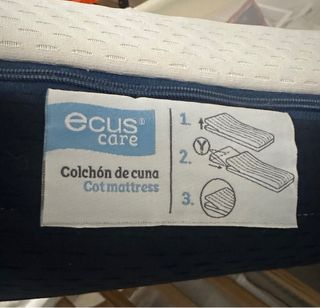 ecus®
care
Colchón de cuna
Cot mattress
1.
2.
3.